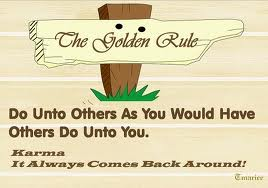 The Golden Rule
Do Unto Others As You Would Have
Others Do Unto You.
Karma
It Always Comes Back Around!
Tmariee